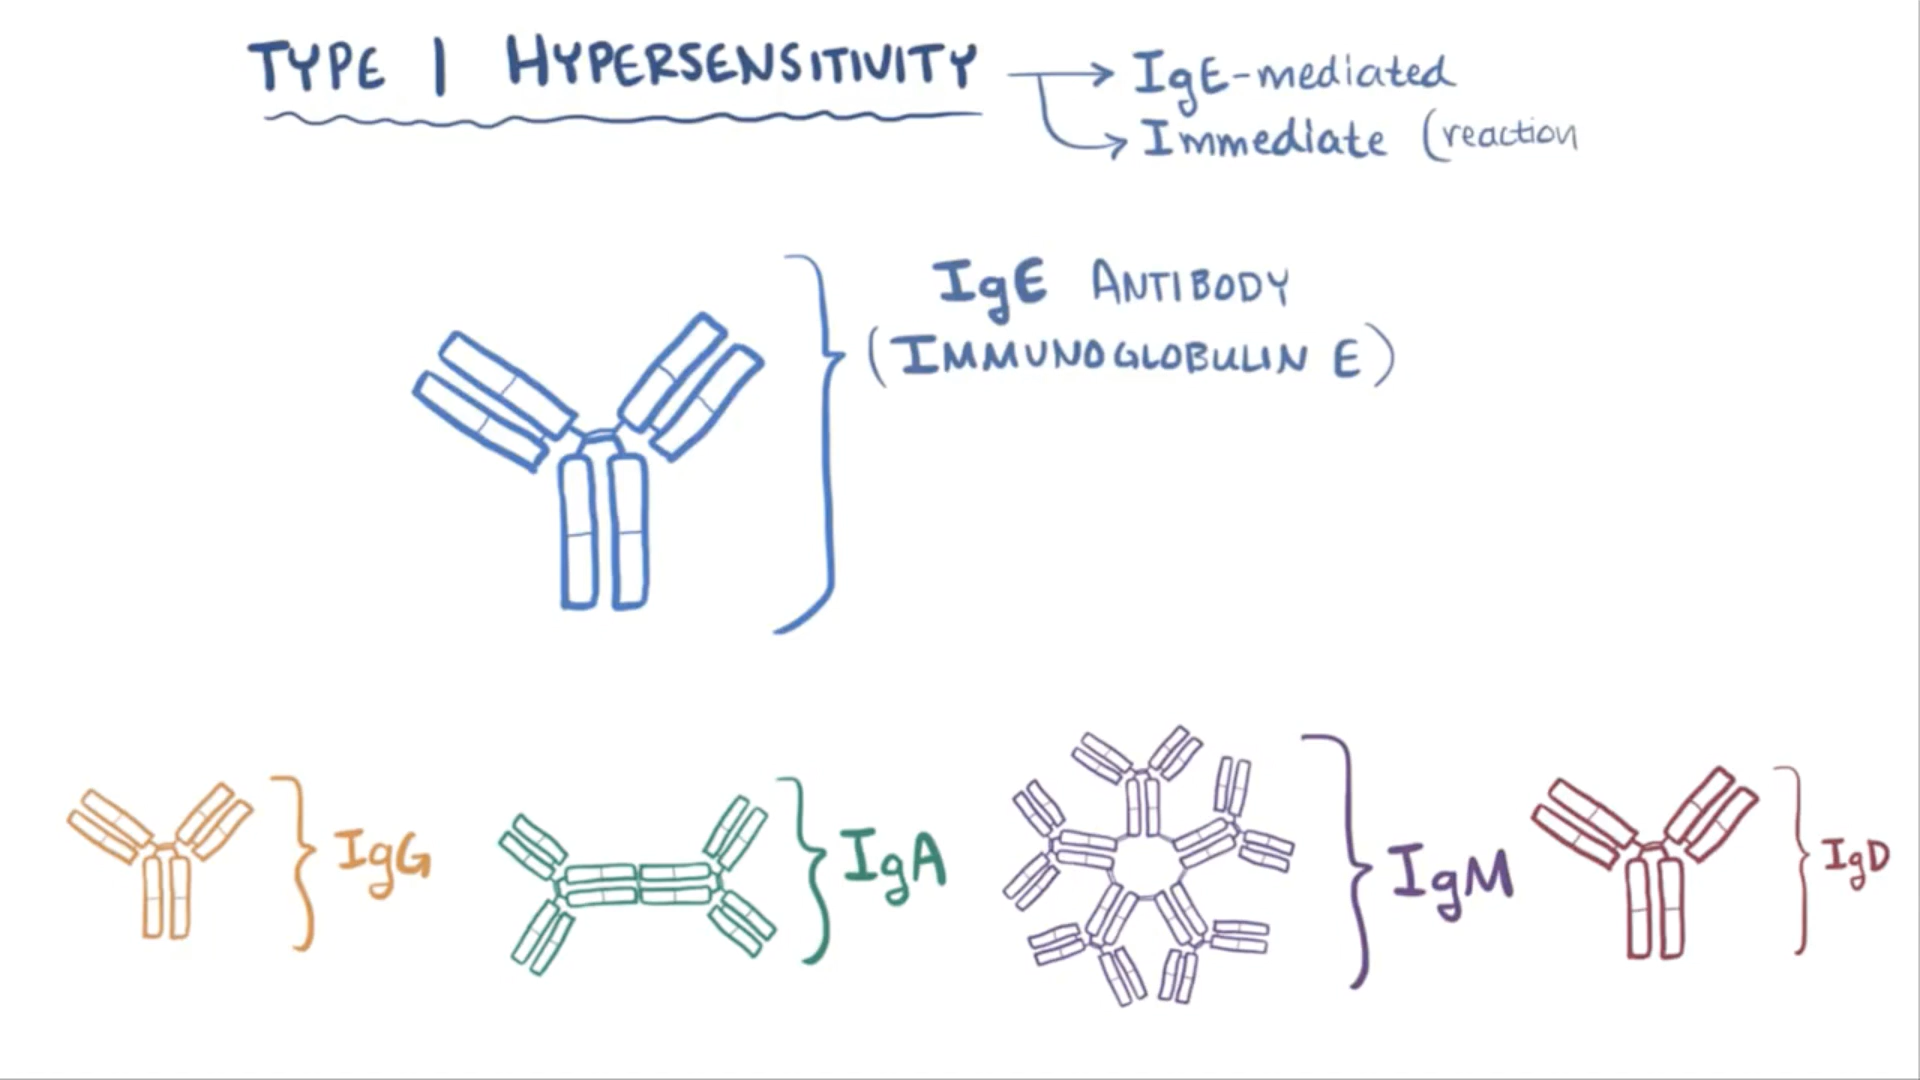 TYPE I HYPERSENSITIVITY
IgE-mediated
Immediate (reaction
IgE ANTIBODY
(IMMUNOGLOBULIN E)
IgG
IgA
IgM
IgD